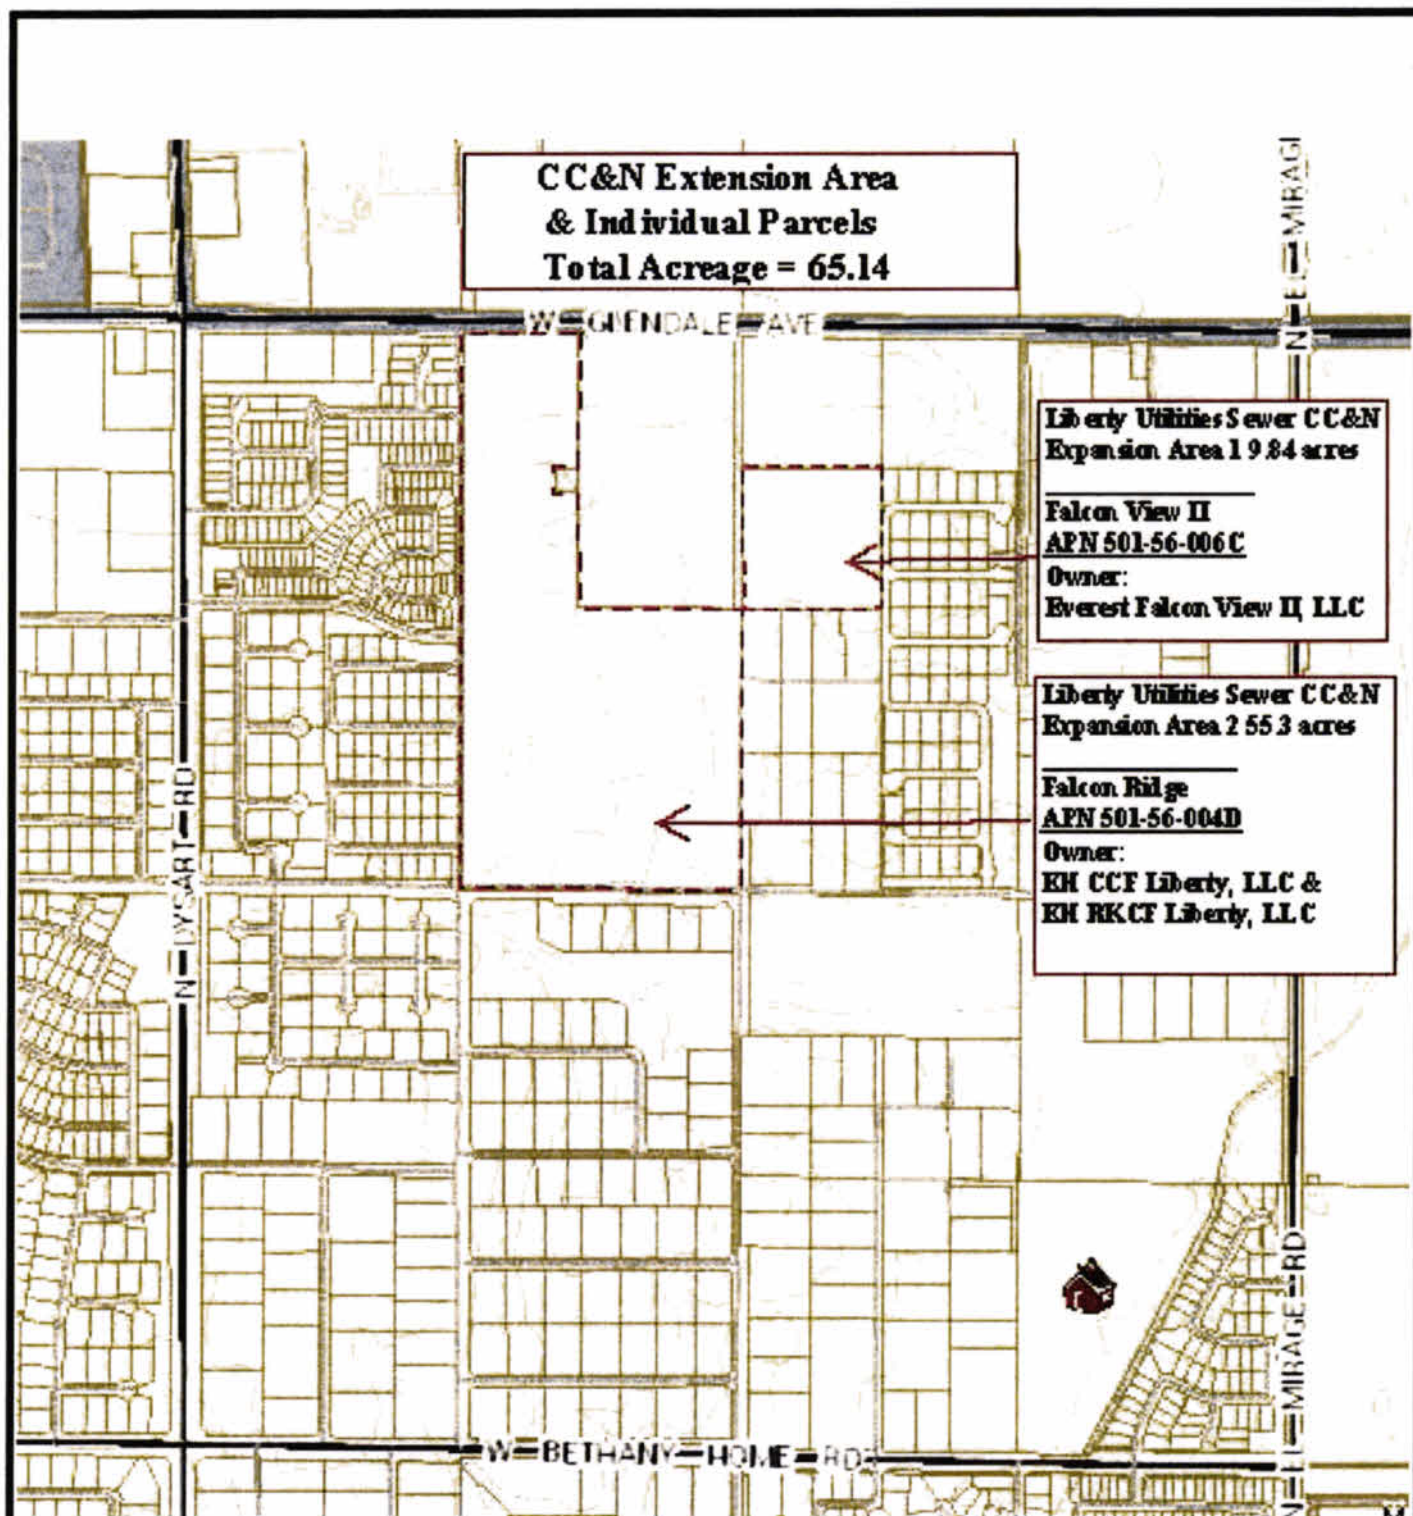 CC&N Extension Area
& Individual Parcels
Total Acreage = 65.14
N EL MIRAG
W GLENDALE AVE
Liberty Utilities Sewer CC&N
Expansion Area 1 9.84 acres
Falcon View II
APN 501-56-006C
Owner:
Everest Falcon View II, LLC
Liberty Utilities Sewer CC&N
Expansion Area 2 55.3 acres
Falcon Ridge
APN 501-56-004D
Owner:
EH CCF Liberty, LLC &
EH RKCF Liberty, LLC
N DYSART RD
N EL MIRAGE RD
W BETHANY HOME RD